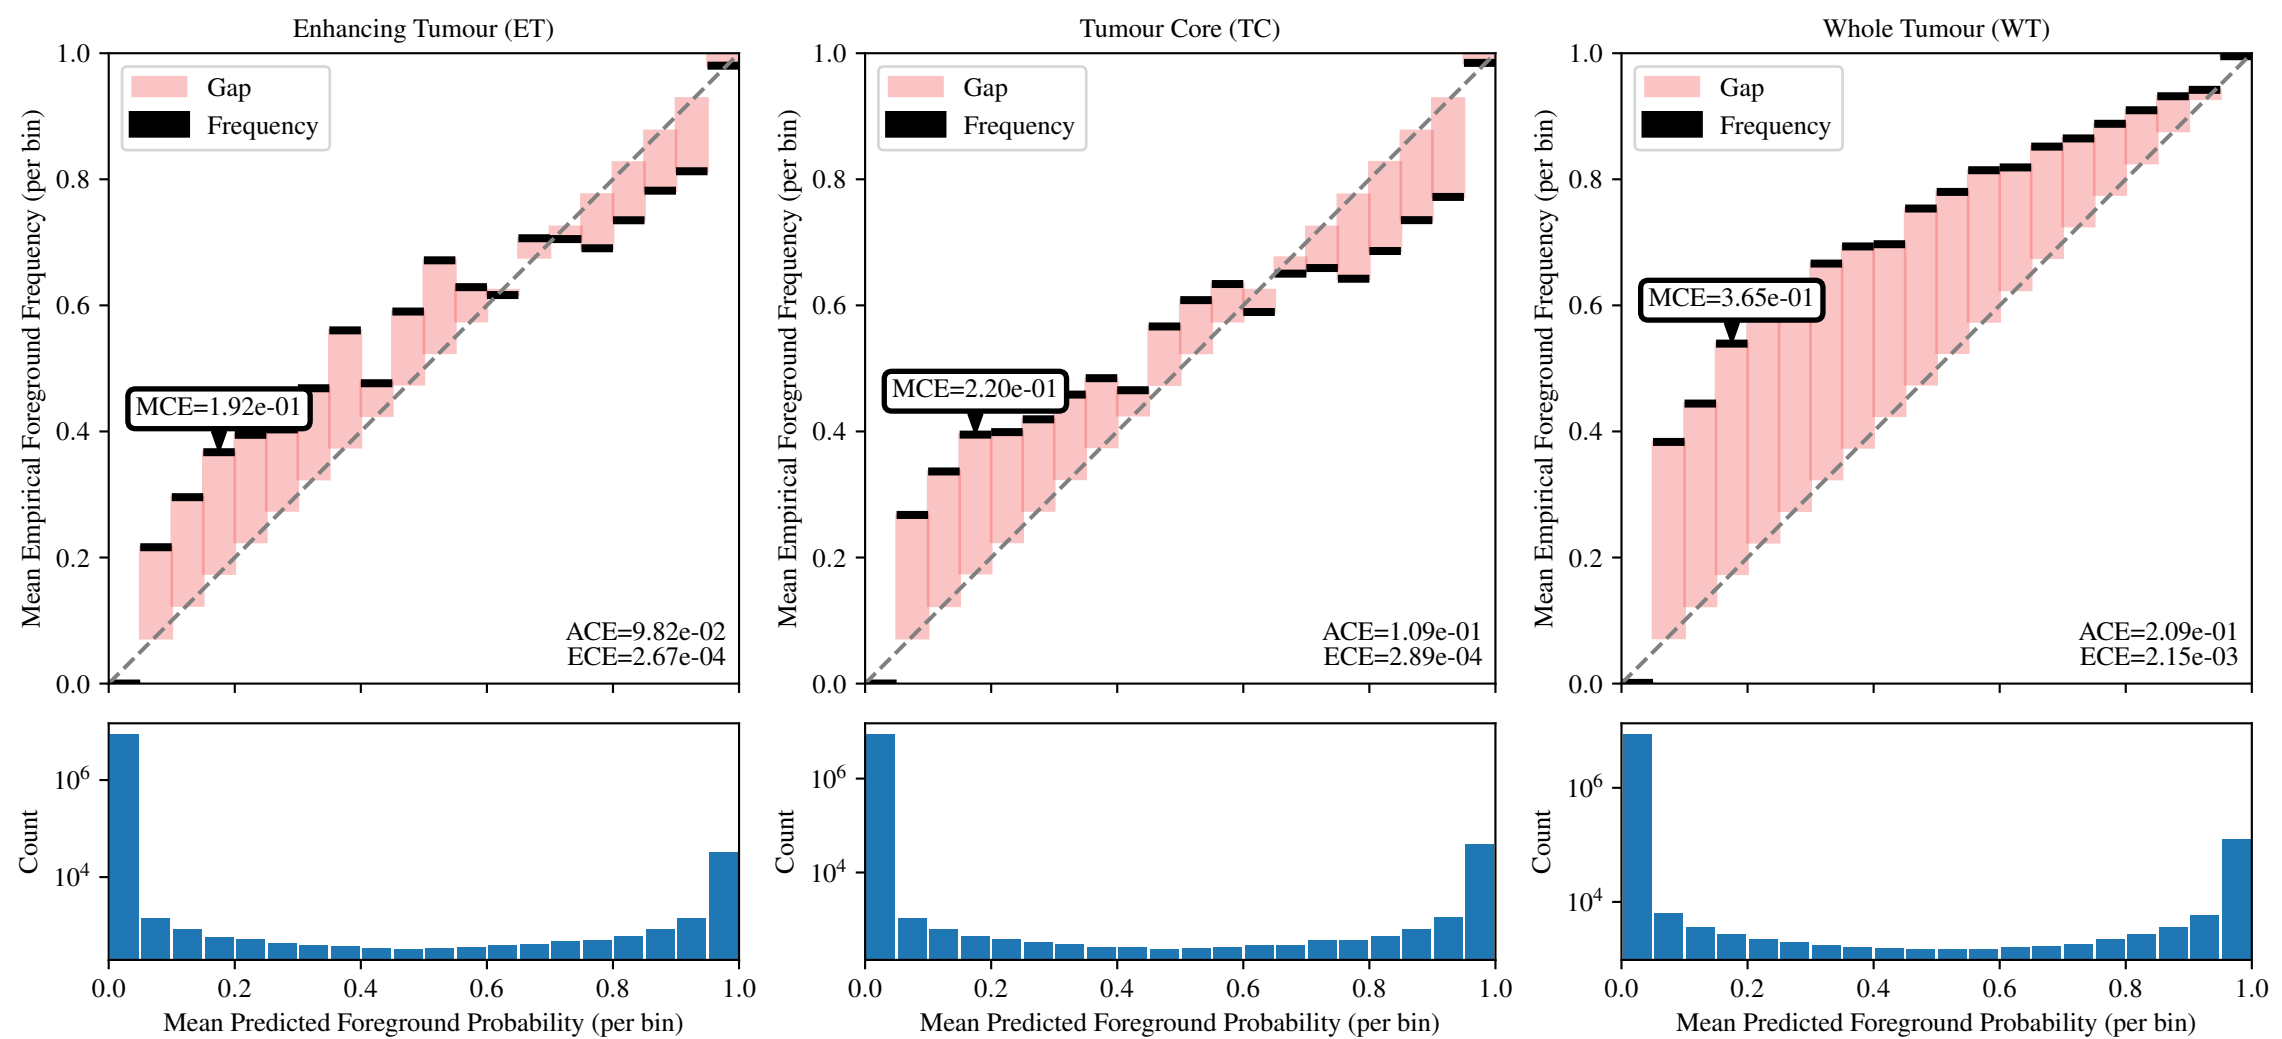 Enhancing Tumour (ET)
Mean Empirical Foreground Frequency (per bin)
1.0
0.8
0.6
0.4
0.2
0.0
Gap
Frequency
MCE=1.92e-01
ACE=9.82e-02
ECE=2.67e-04
Count
10^6
10^4
0.0 0.2 0.4 0.6 0.8 1.0
Mean Predicted Foreground Probability (per bin)
Tumour Core (TC)
Mean Empirical Foreground Frequency (per bin)
1.0
0.8
0.6
0.4
0.2
0.0
Gap
Frequency
MCE=2.20e-01
ACE=1.09e-01
ECE=2.89e-04
Count
10^6
10^4
0.0 0.2 0.4 0.6 0.8 1.0
Mean Predicted Foreground Probability (per bin)
Whole Tumour (WT)
Mean Empirical Foreground Frequency (per bin)
1.0
0.8
0.6
0.4
0.2
0.0
Gap
Frequency
MCE=3.65e-01
ACE=2.09e-01
ECE=2.15e-03
Count
10^6
10^4
0.0 0.2 0.4 0.6 0.8 1.0
Mean Predicted Foreground Probability (per bin)